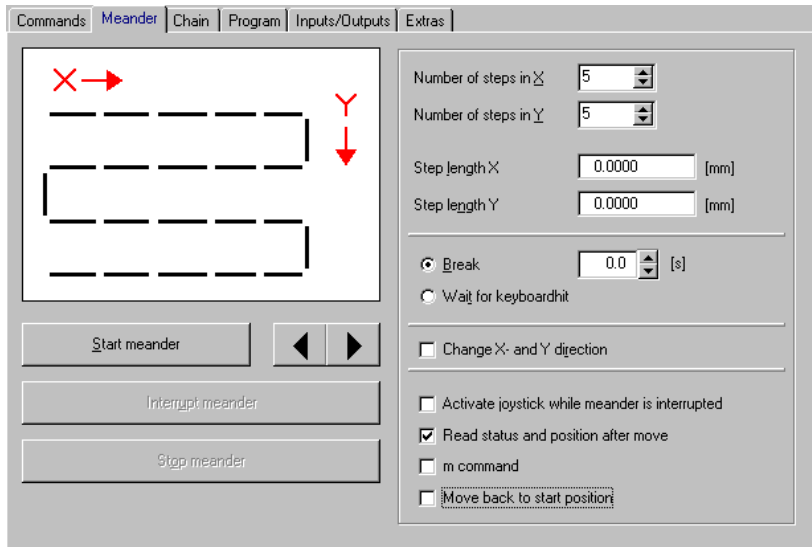 Commands Meander Chain Program Inputs/Outputs Extras
X
Y
Number of steps in X 5
Number of steps in Y 5
Step length X 0.0000 [mm]
Step length Y 0.0000 [mm]
Break 0.0 [s]
Wait for keyboardhit
Start meander
Change X- and Y direction
Interrupt meander
Activate joystick while meander is interrupted
Read status and position after move
Stop meander
m command
Move back to start position